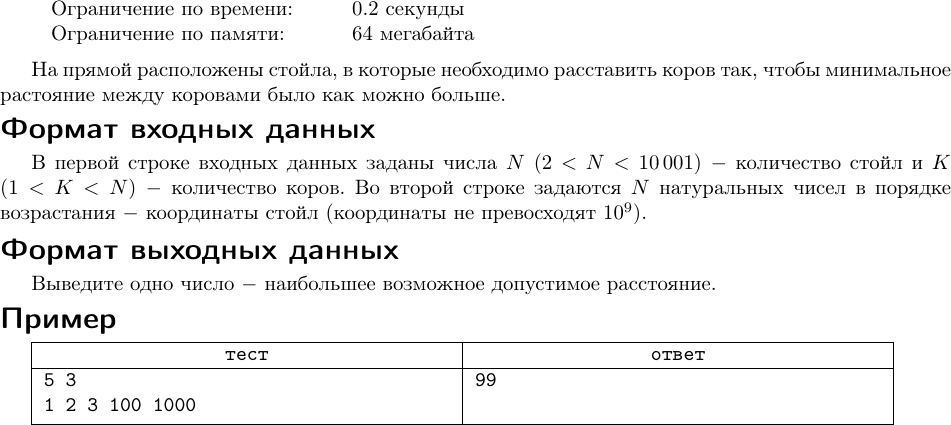 Ограничение по времени: 0.2 секунды
Ограничение по памяти: 64 мегабайта
На прямой расположены стойла, в которые необходимо расставить коров так, чтобы минимальное
растояние между коровами было как можно больше.
Формат входных данных
В первой строке входных данных заданы числа N (2 < N < 10 001) − количество стойл и K
(1 < K < N) − количество коров. Во второй строке задаются N натуральных чисел в порядке
возрастания − координаты стойл (координаты не превосходят 10⁹).
Формат выходных данных
Выведите одно число − наибольшее возможное допустимое расстояние.
Пример
тест ответ
5 3 99
1 2 3 100 1000